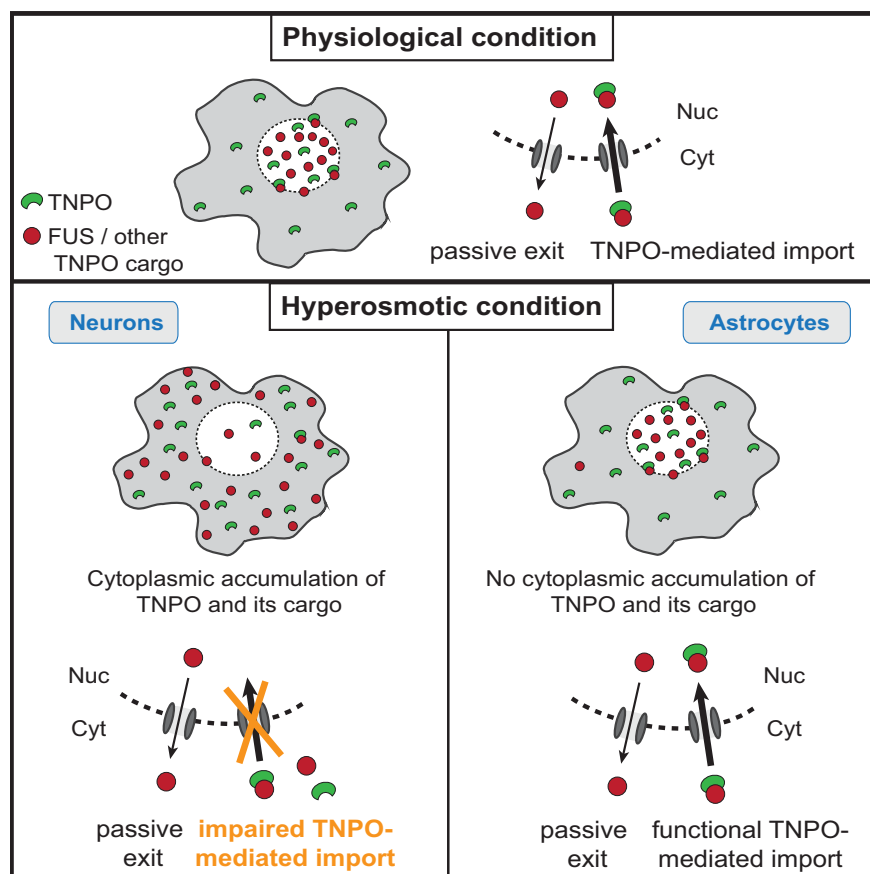 Physiological condition
TNPO
FUS / other
TNPO cargo
Nuc
Cyt
passive exit
TNPO-mediated import
Hyperosmotic condition
Neurons
Cytoplasmic accumulation of
TNPO and its cargo
Nuc
Cyt
passive
exit
impaired TNPO-
mediated import
Astrocytes
No cytoplasmic accumulation of
TNPO and its cargo
Nuc
Cyt
passive
exit
functional TNPO-
mediated import